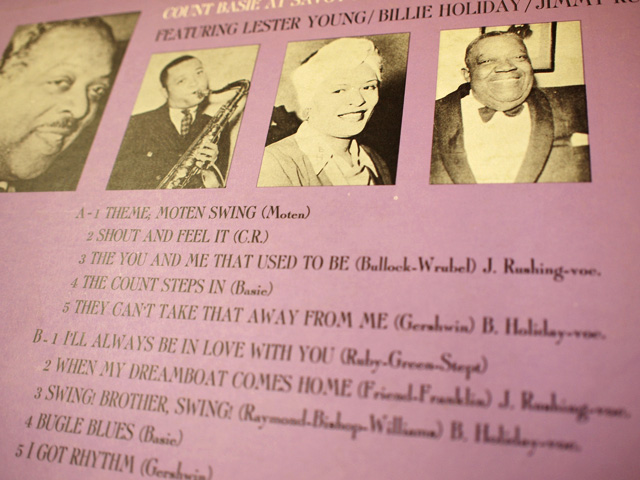 COUNT BASIE AT SAVOY
FEATURING LESTER YOUNG/BILLIE HOLIDAY/JIMMY RU
A-1 THEME, MOTEN SWING (Moten)
2 SHOUT AND FEEL IT (C.R.)
3 THE YOU AND ME THAT USED TO BE (Bullock-Wrubel) J. Rushing-voc.
4 THE COUNT STEPS IN (Basie)
5 THEY CAN'T TAKE THAT AWAY FROM ME (Gershwin) B. Holiday-voc.
B-1 I'LL ALWAYS BE IN LOVE WITH YOU (Ruby-Green-Stept)
2 WHEN MY DREAMBOAT COMES HOME (Friend-Franklin) J. Rushing-voc.
3 SWING! BROTHER, SWING! (Raymond-Bishop-Williams) B. Holiday-voc.
4 BUGLE BLUES (Basie)
5 I GOT RHYTHM (Gershwin)